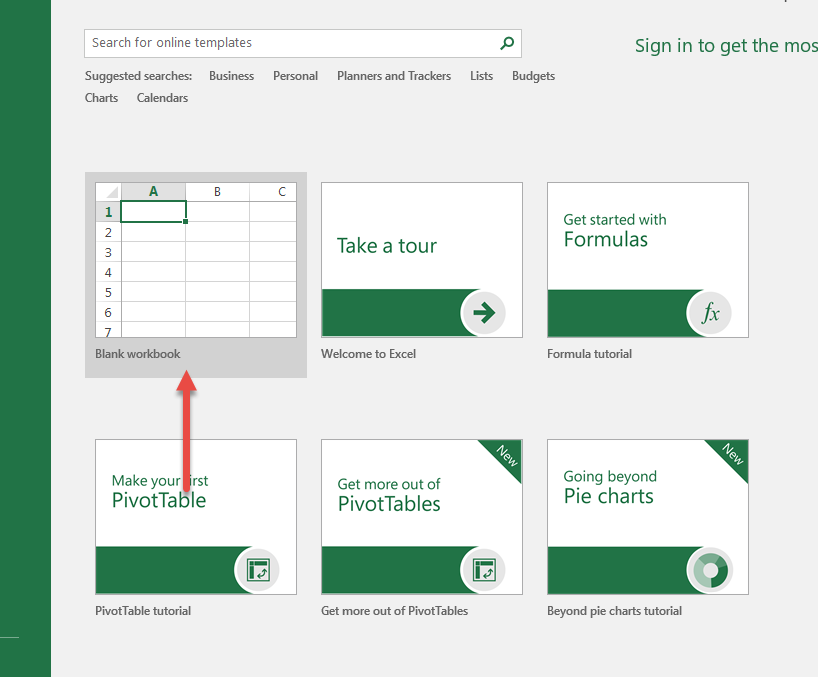 Search for online templates
Sign in to get the mos
Suggested searches: Business Personal Planners and Trackers Lists Budgets
Charts Calendars
A B C
1
2
3
4
5
6
7
Blank workbook
Take a tour
Welcome to Excel
Get started with
Formulas
fx
Formula tutorial
Make your first
PivotTable
PivotTable tutorial
Get more out of
PivotTables
New
Get more out of PivotTables
Going beyond
Pie charts
New
Beyond pie charts tutorial